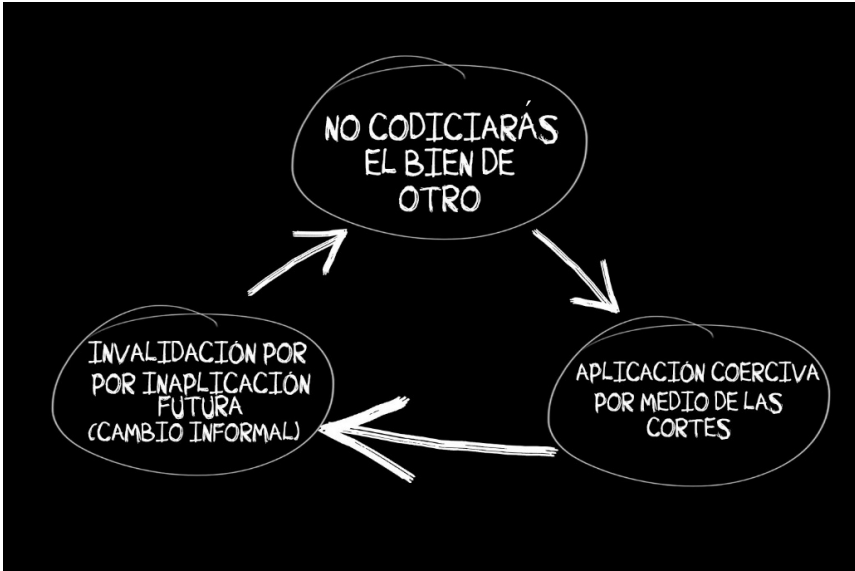 NO CODICIARÁS
EL BIEN DE
OTRO
INVALIDACIÓN POR
POR INAPLICACIÓN
FUTURA
(CAMBIO INFORMAL)
APLICACIÓN COERCIVA
POR MEDIO DE LAS
CORTES